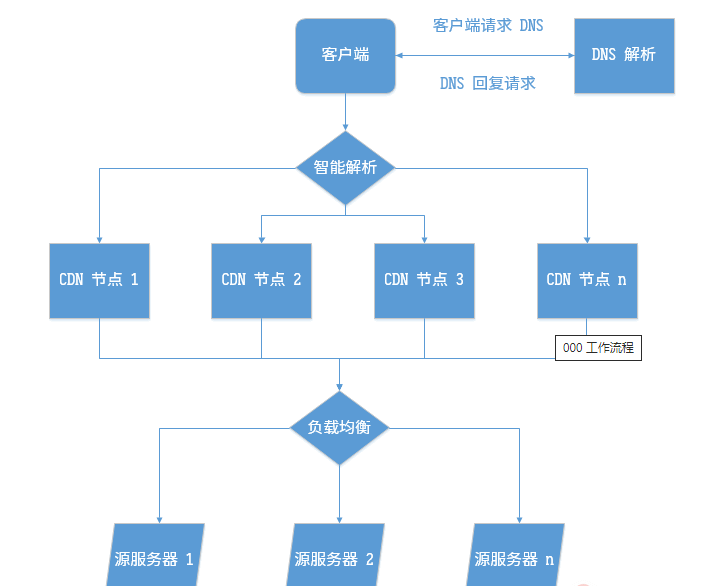 客户端请求 DNS
客户端
DNS 解析
DNS 回复请求
智能解析
CDN 节点 1
CDN 节点 2
CDN 节点 3
CDN 节点 n
000 工作流程
负载均衡
源服务器 1
源服务器 2
源服务器 n